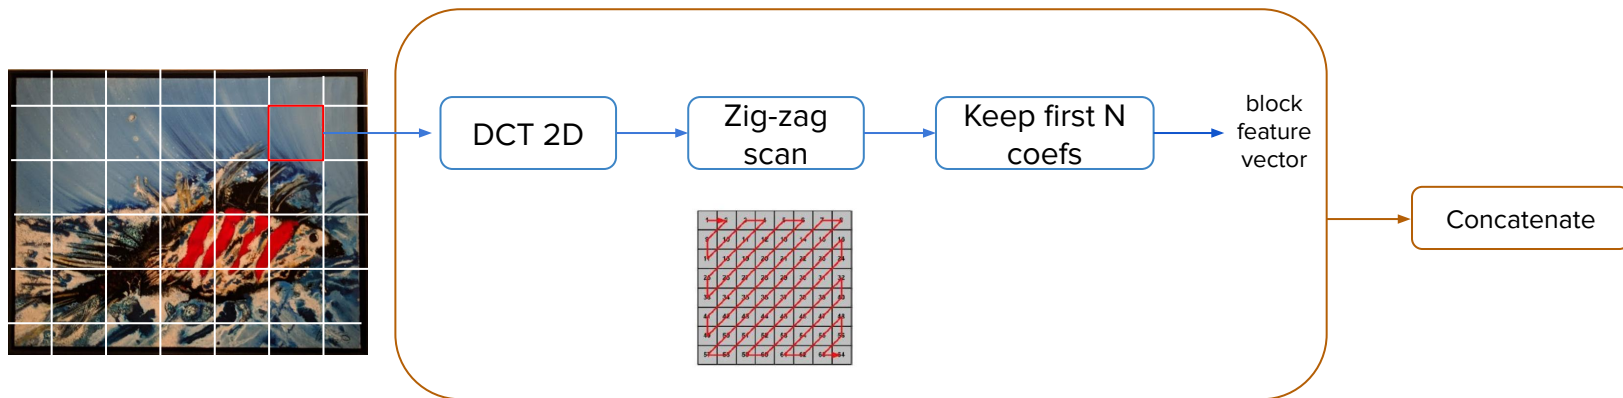 DCT 2D
Zig-zag
scan
Keep first N
coefs
block
feature
vector
Concatenate